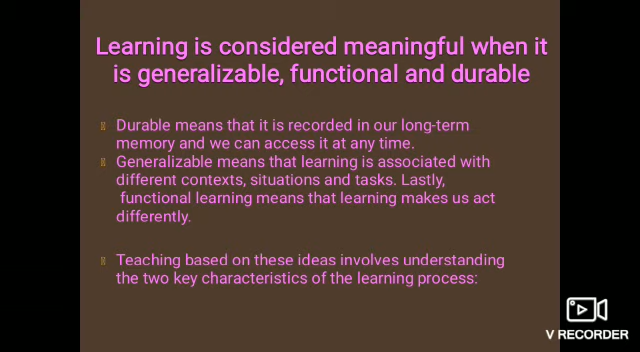 Learning is considered meaningful when it
is generalizable, functional and durable
Durable means that it is recorded in our long-term
memory and we can access it at any time.
Generalizable means that learning is associated with
different contexts, situations and tasks. Lastly,
functional learning means that learning makes us act
differently.
Teaching based on these ideas involves understanding
the two key characteristics of the learning process:
V RECORDER